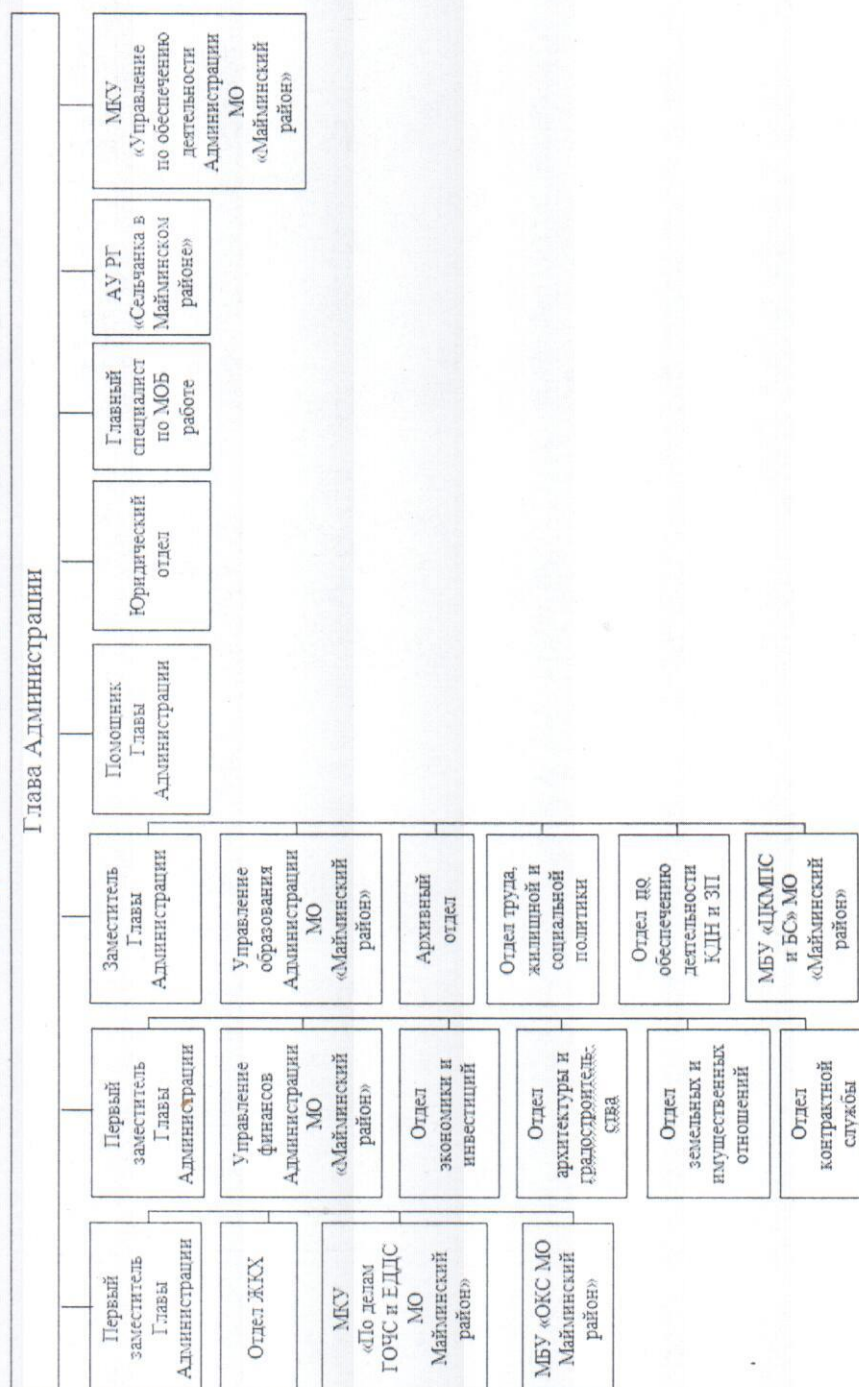 Глава Администрации
Первый
заместитель
Главы
Администрации
Отдел ЖКХ
МКУ
«По делам
ГОЧС и ЕДДС
МО
Майминский
район»
МБУ «ОКС МО
Майминский
район»
Первый
заместитель
Главы
Администрации
Управление
финансов
Администрации
МО
«Майминский
район»
Отдел
экономики и
инвестиций
Отдел
архитектуры и
градостроитель-
ства
Отдел
земельных и
имущественных
отношений
Отдел
контрактной
службы
Заместитель
Главы
Администрации
Управление
образования
Администрации
МО
«Майминский
район»
Архивный
отдел
Отдел труда,
жилищной и
социальной
политики
Отдел по
обеспечению
деятельности
КДН и ЗП
МБУ «ЦКМПС
и БС» МО
«Майминский
район»
Помощник
Главы
Администрации
Юридический
отдел
Главный
специалист
по МОБ
работе
АУ РГ
«Сельчанка в
Майминском
районе»
МКУ
«Управление
по обеспечению
деятельности
Администрации
МО
«Майминский
район»